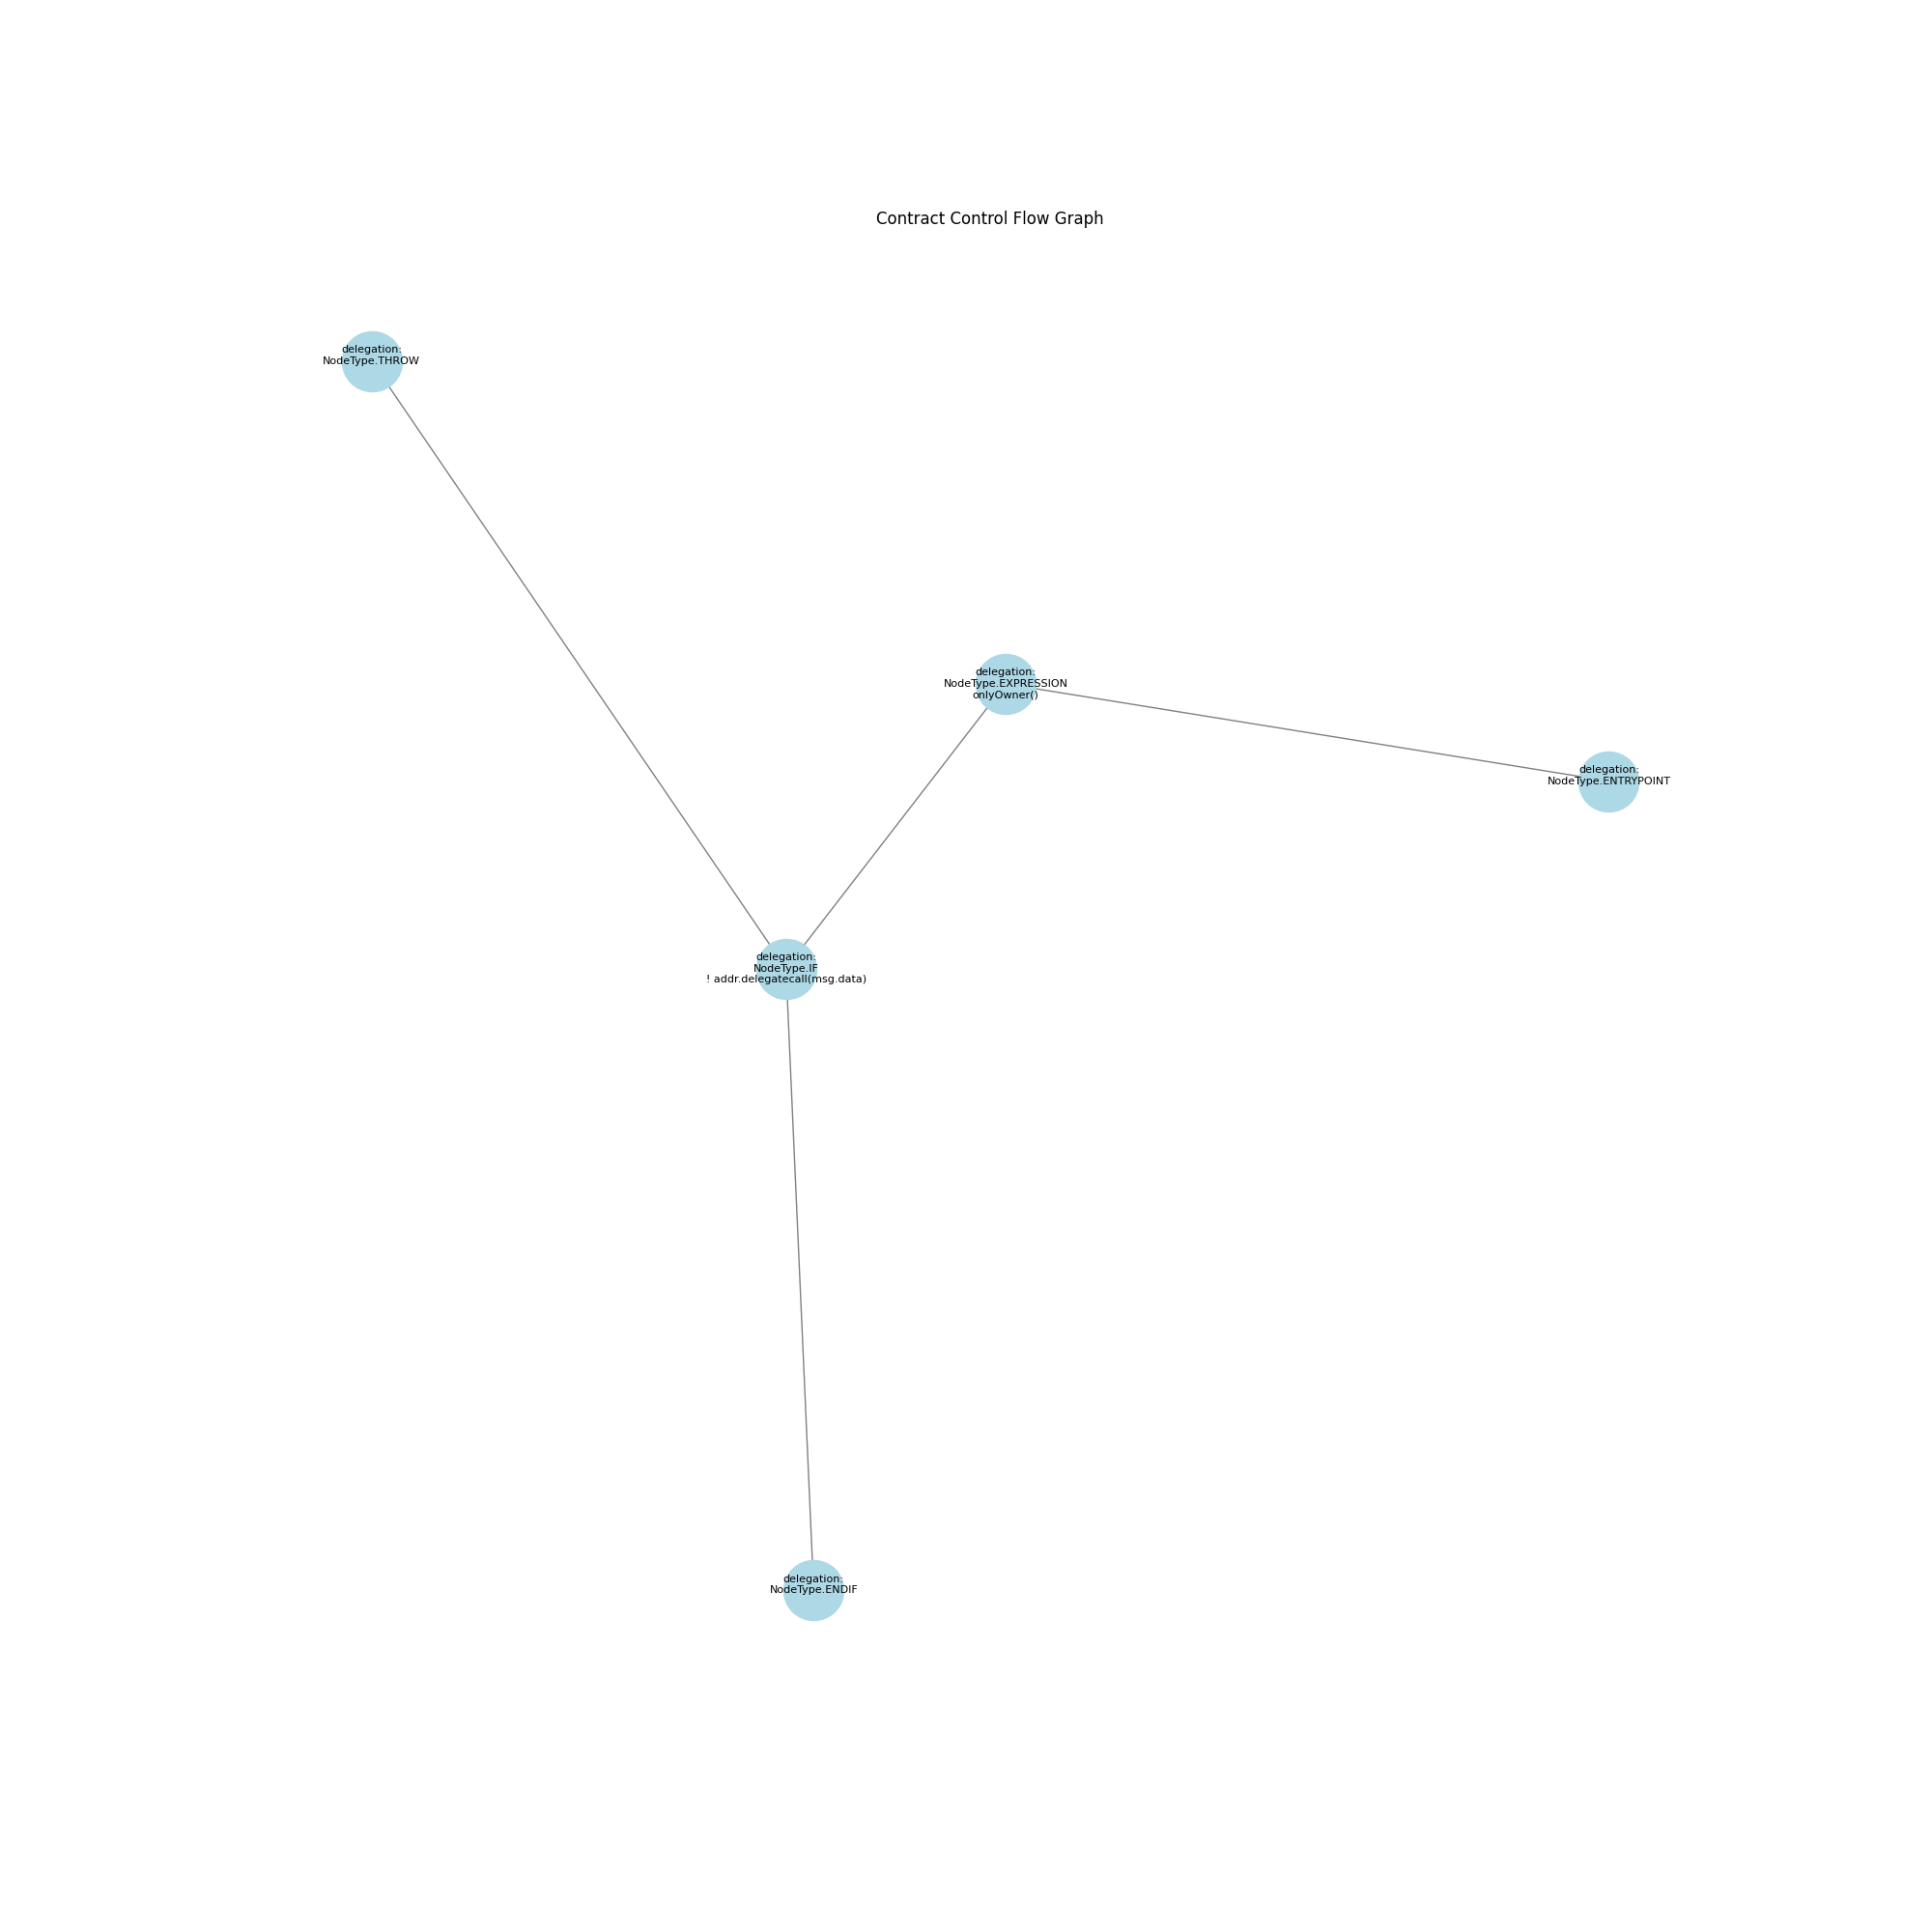 Contract Control Flow Graph
delegation:
NodeType.THROW
delegation:
NodeType.EXPRESSION
onlyOwner()
delegation:
NodeType.ENTRYPOINT
delegation:
NodeType.IF
! addr.delegatecall(msg.data)
delegation:
NodeType.ENDIF